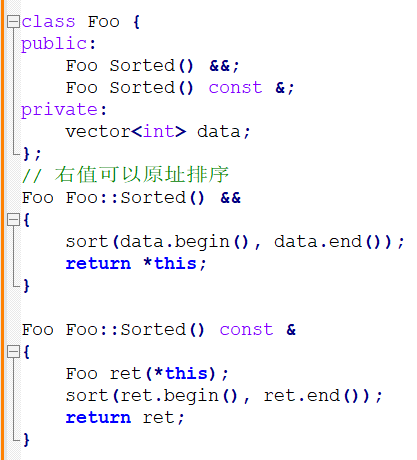 class Foo {
public:
    Foo Sorted() &&;
    Foo Sorted() const &;
private:
    vector<int> data;
};
// 右值可以原址排序
Foo Foo::Sorted() &&
{
    sort(data.begin(), data.end());
    return *this;
}

Foo Foo::Sorted() const &
{
    Foo ret(*this);
    sort(ret.begin(), ret.end());
    return ret;
}